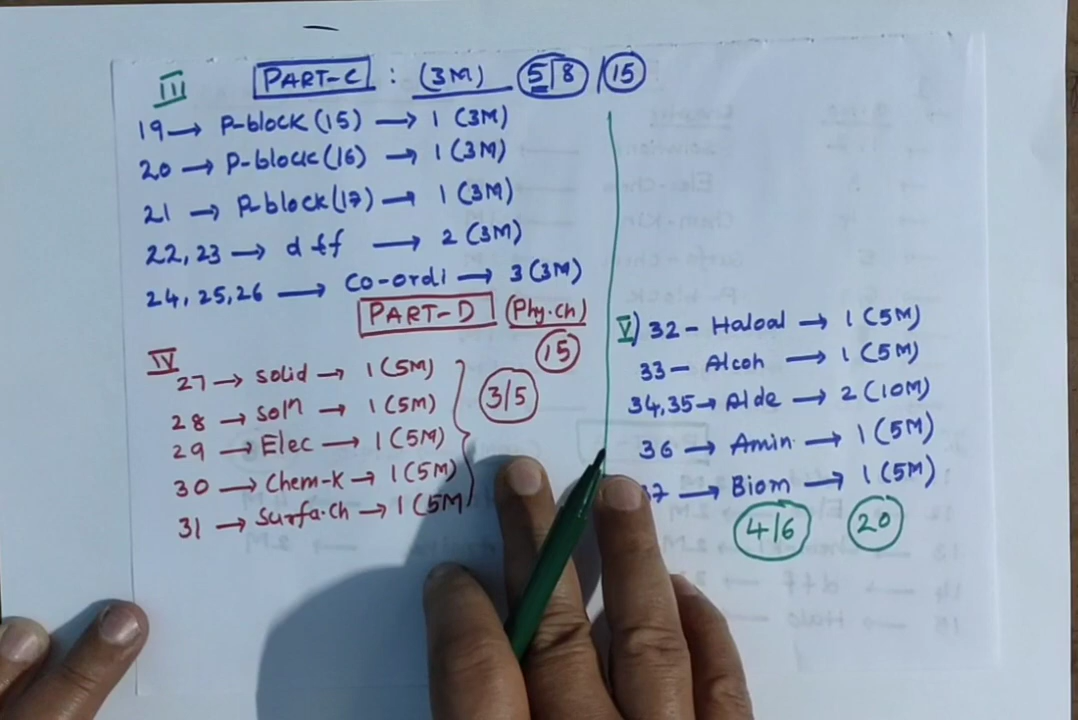 III PART-C : (3M) 5/8 /15
19 → P-block (15) → 1 (3M)
20 → P-block (16) → 1 (3M)
21 → P-block (17) → 1 (3M)
22, 23 → d ff → 2 (3M)
24, 25, 26 → Co-ordi → 3 (3M)
PART-D (Phy.ch)
15
IV
27 → Solid → 1 (5M)
28 → Soln → 1 (5M)
29 → Elec → 1 (5M)
30 → Chem-K → 1 (5M)
31 → Surfa.ch → 1 (5M
3/5
V) 32 - Haloal → 1 (5M)
33 - Alcoh → 1 (5M)
34, 35 → Alde → 2 (10M)
36 → Amin → 1 (5M)
37 → Biom → 1 (5M)
4/6 20